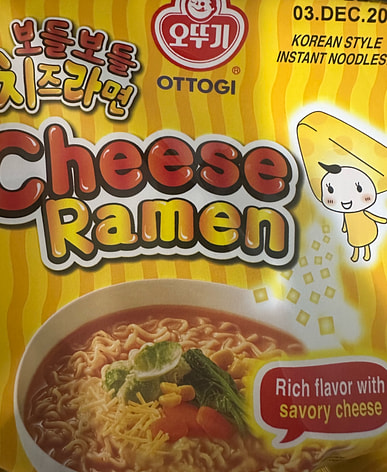 보들보들
치즈라면
오뚜기
®
OTTOGI
03.DEC.20
KOREAN STYLE
INSTANT NOODLES
Cheese
Ramen
Rich flavor with
savory cheese